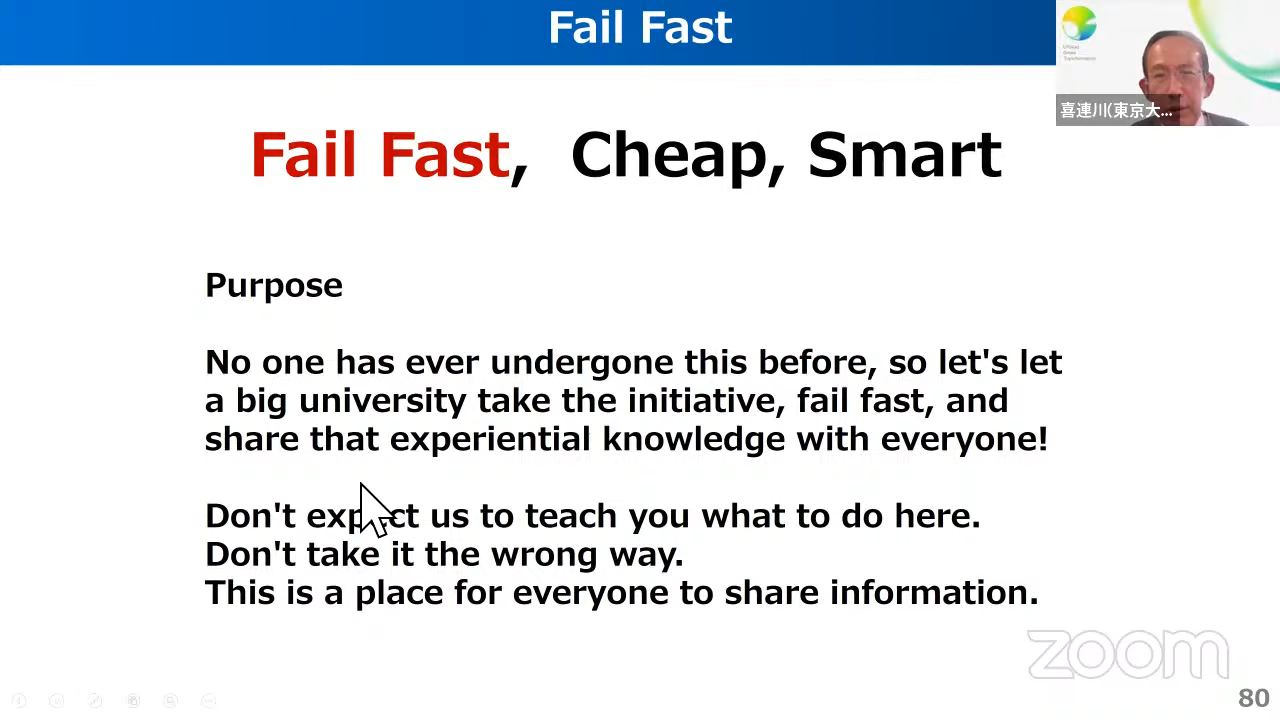 Fail Fast
喜連川(東京大...
Fail Fast, Cheap, Smart
Purpose
No one has ever undergone this before, so let's let
a big university take the initiative, fail fast, and
share that experiential knowledge with everyone!
Don't expect us to teach you what to do here.
Don't take it the wrong way.
This is a place for everyone to share information.
zoom
80